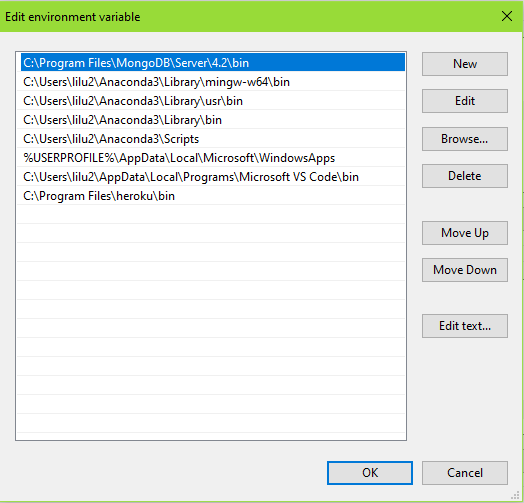 Edit environment variable
C:\Program Files\MongoDB\Server\4.2\bin
C:\Users\lilu2\Anaconda3\Library\mingw-w64\bin
C:\Users\lilu2\Anaconda3\Library\usr\bin
C:\Users\lilu2\Anaconda3\Library\bin
C:\Users\lilu2\Anaconda3\Scripts
%USERPROFILE%\AppData\Local\Microsoft\WindowsApps
C:\Users\lilu2\AppData\Local\Programs\Microsoft VS Code\bin
C:\Program Files\heroku\bin
New
Edit
Browse...
Delete
Move Up
Move Down
Edit text...
OK
Cancel